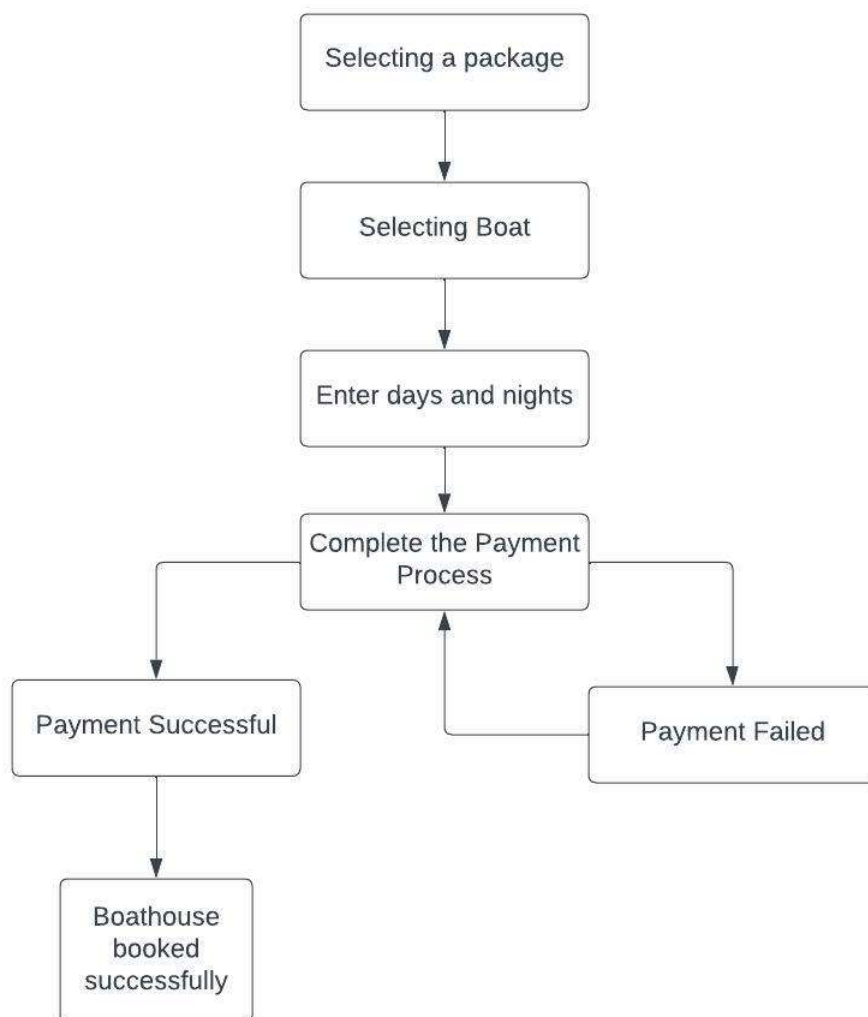 Selecting a package
Selecting Boat
Enter days and nights
Complete the Payment
Process
Payment Successful
Payment Failed
Boathouse
booked
successfully